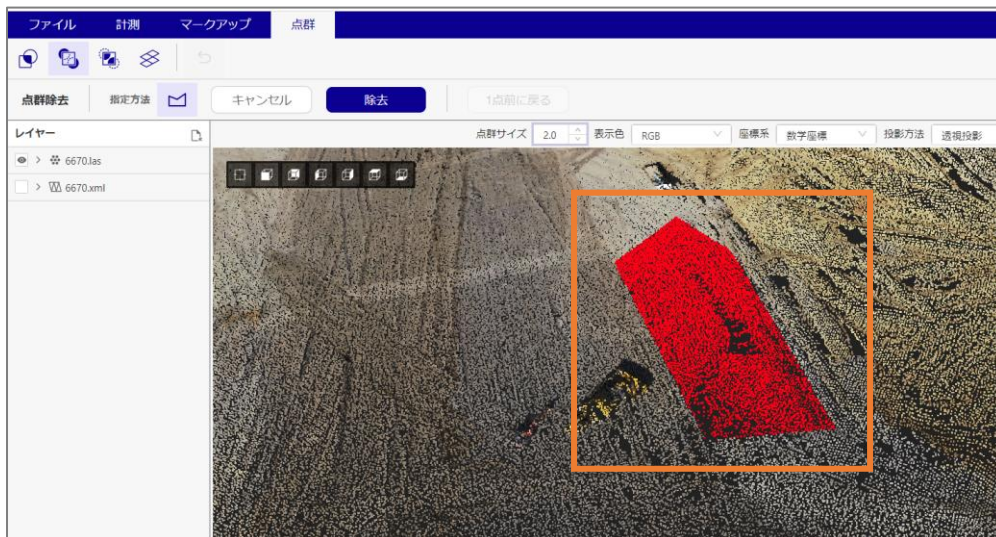 ファイル 計測 マークアップ 点群
点群除去 指定方法 キャンセル 除去 1点前に戻る
レイヤー 点群サイズ 2.0 表示色 RGB 座標系 数学座標 投影方法 透視投影
6670.las
6670.xml